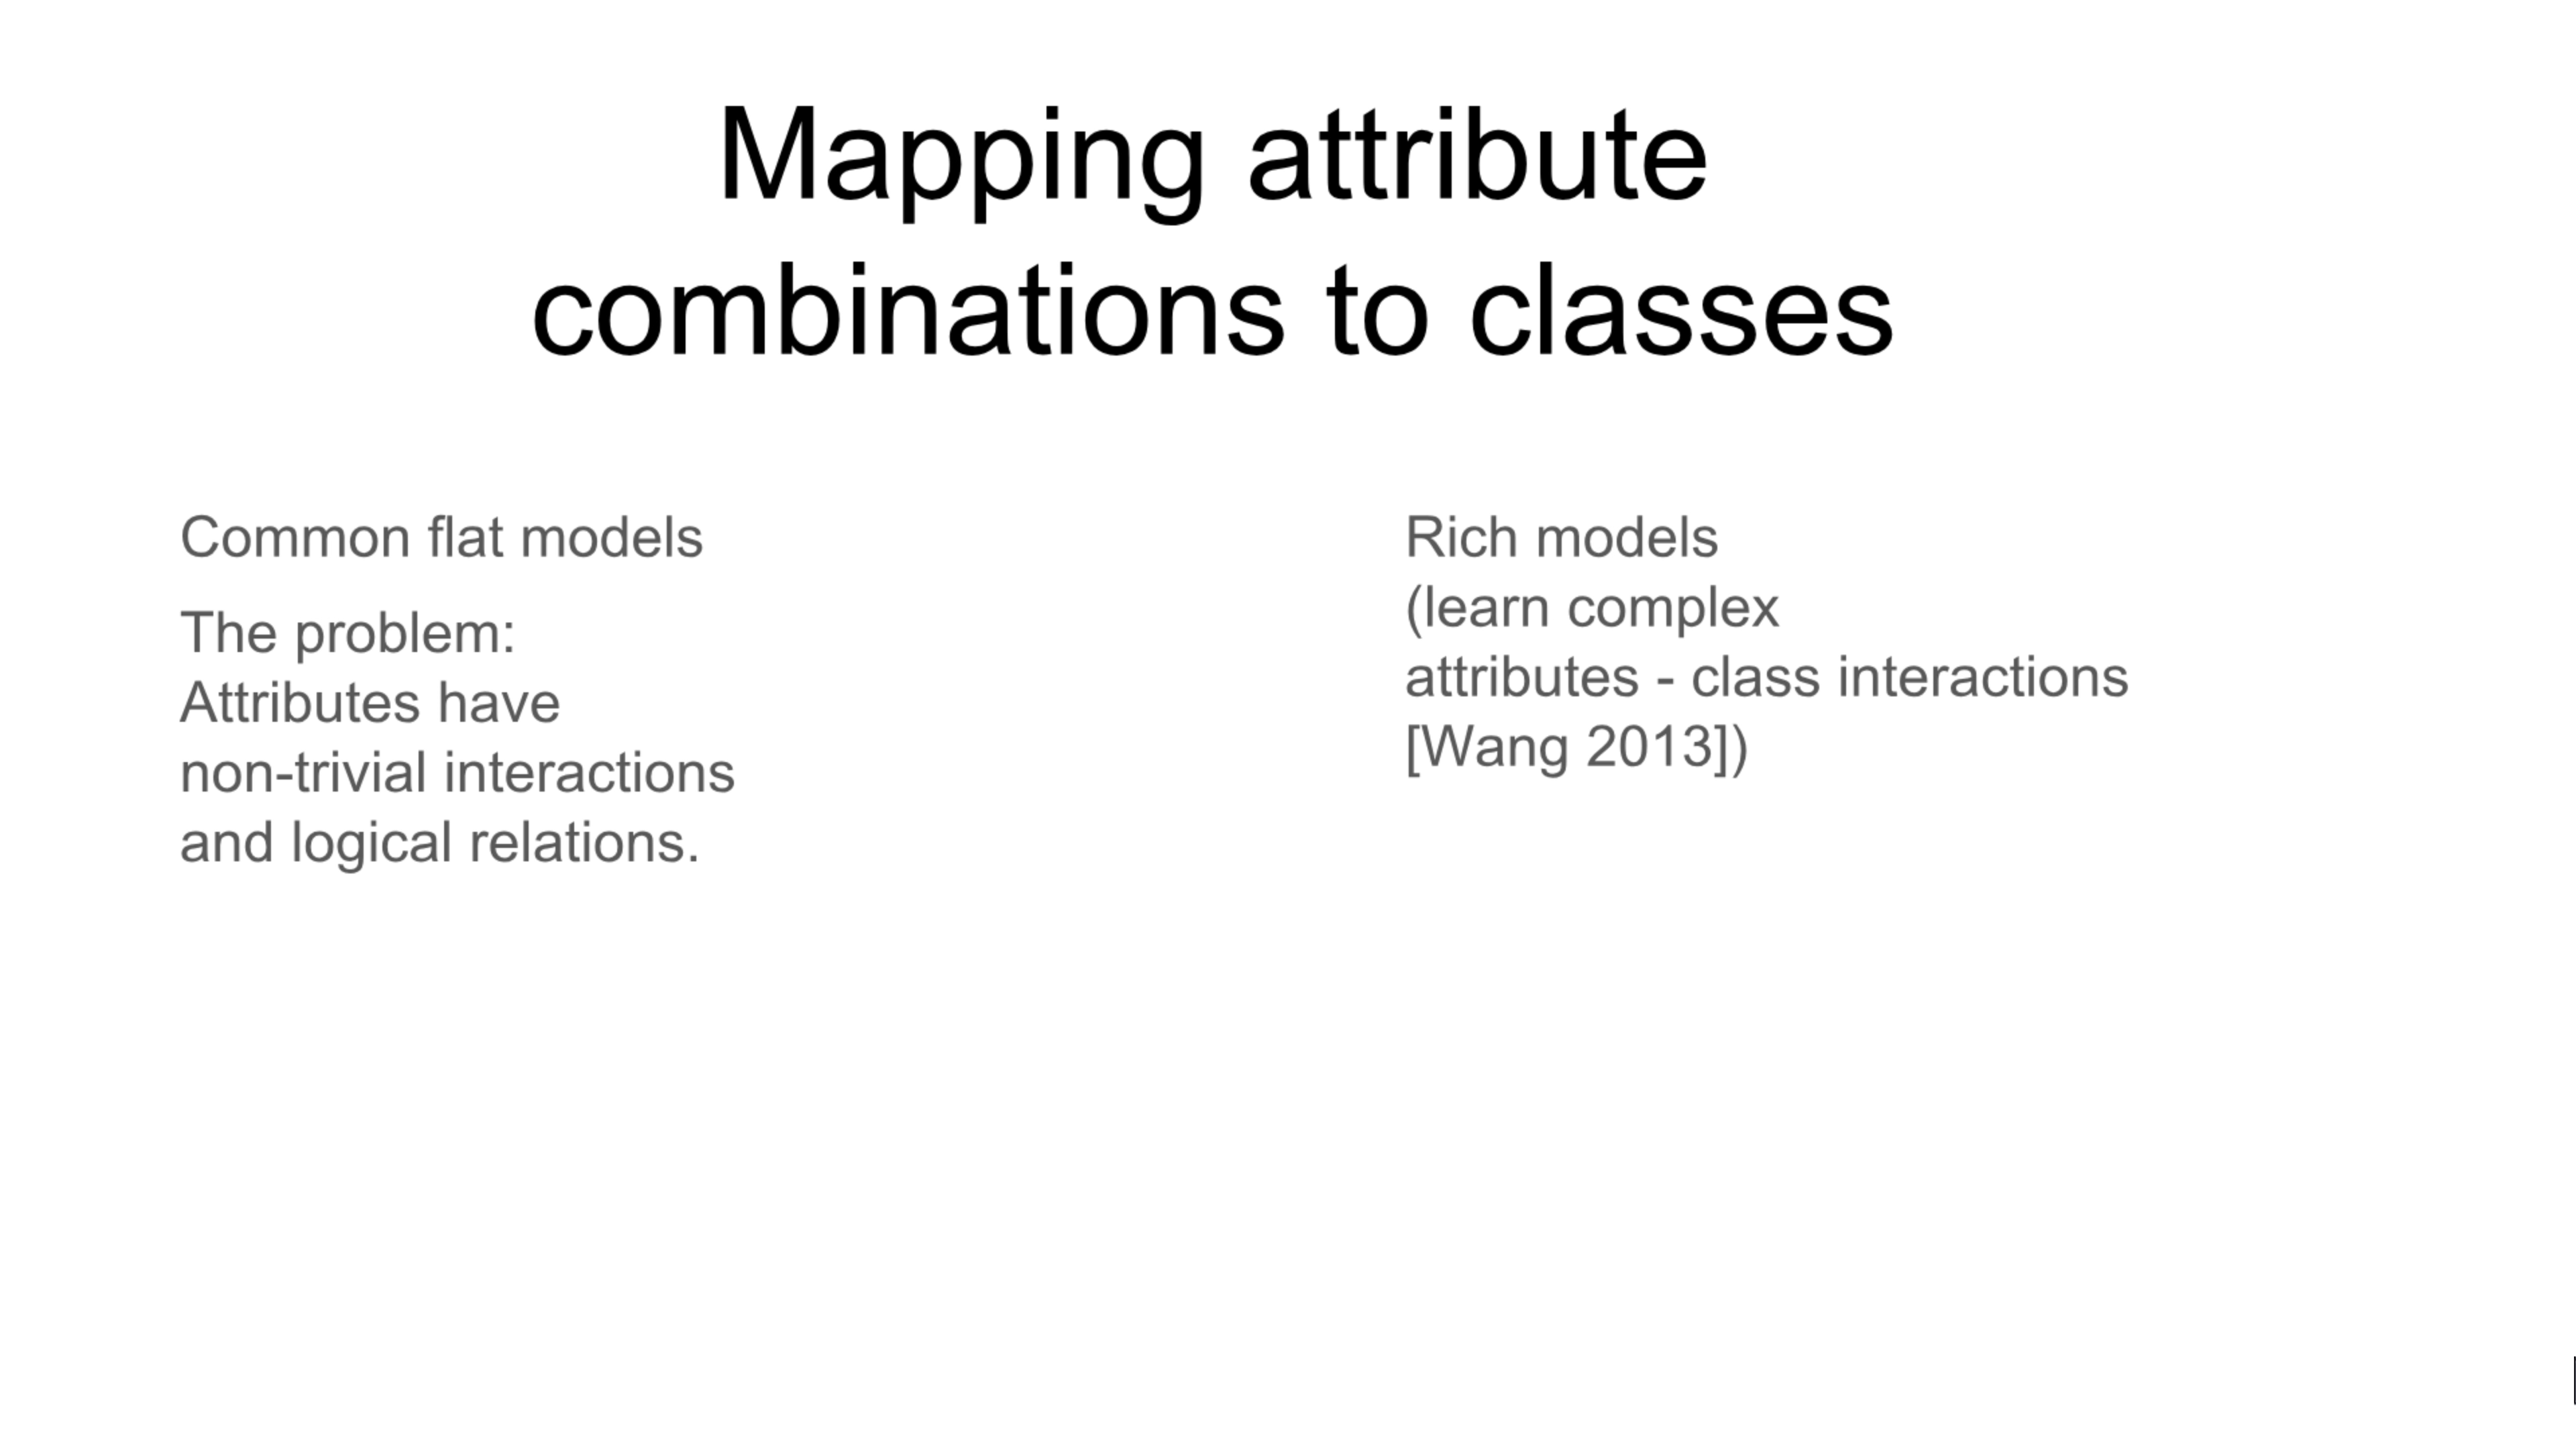 Mapping attribute
combinations to classes
Common flat models
The problem:
Attributes have
non-trivial interactions
and logical relations.
Rich models
(learn complex
attributes - class interactions
[Wang 2013])